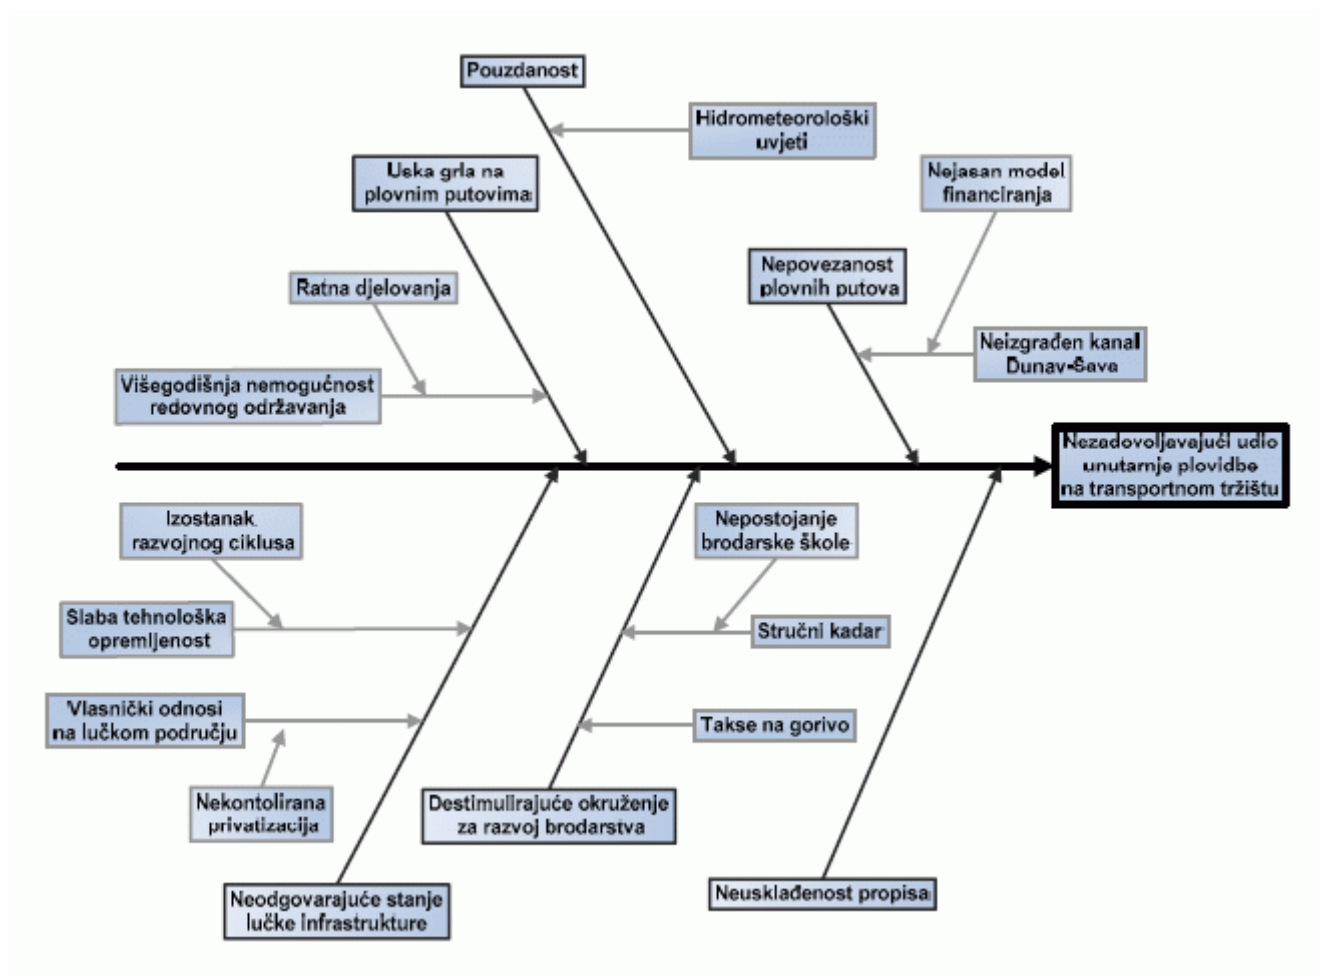 Pouzdanost
Hidrometeorološki
uvjeti
Uska grla na
plovnim putovima
Nejasan model
financiranja
Nepovezanost
plovnih putova
Ratna djelovanja
Neizgrađen kanal
Dunav-Sava
Višegodišnja nemogućnost
redovnog održavanja
Nezadovoljavajući udio
unutarnje plovidbe
na transportnom tržištu
Izostanak
razvojnog ciklusa
Nepostojanje
brodarske škole
Slaba tehnološka
opremljenost
Stručni kadar
Vlasnički odnosi
na lučkom području
Takse na gorivo
Nekontolirana
privatizacija
Destimulirajuće okruženje
za razvoj brodarstva
Neodgovarajuće stanje
lučke infrastrukture
Neusklađenost propisa